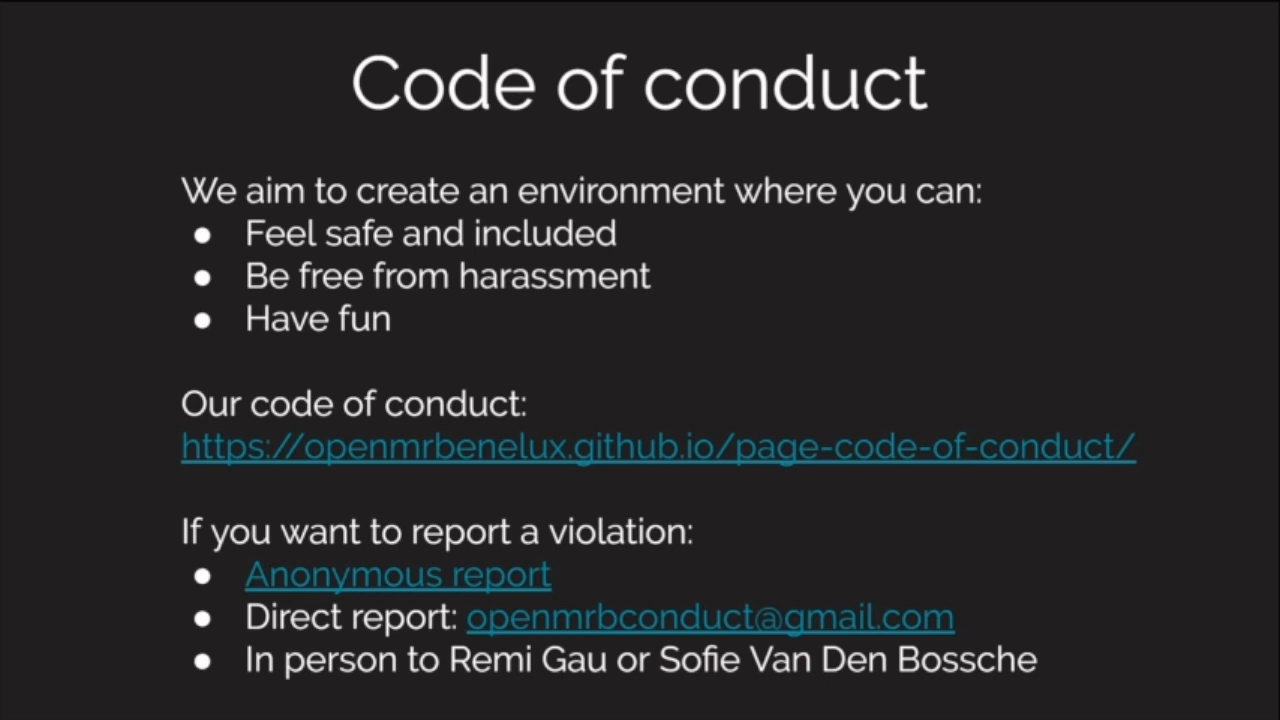 Code of conduct
We aim to create an environment where you can:
● Feel safe and included
● Be free from harassment
● Have fun
Our code of conduct:
https://openmrbenelux.github.io/page-code-of-conduct/
If you want to report a violation:
● Anonymous report
● Direct report: openmrbconduct@gmail.com
● In person to Remi Gau or Sofie Van Den Bossche